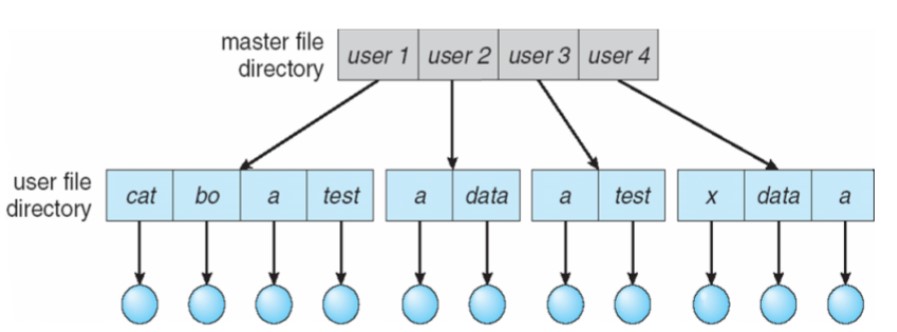 master file
directory
user 1 user 2 user 3 user 4
user file
directory
cat bo a test a data a test x data a